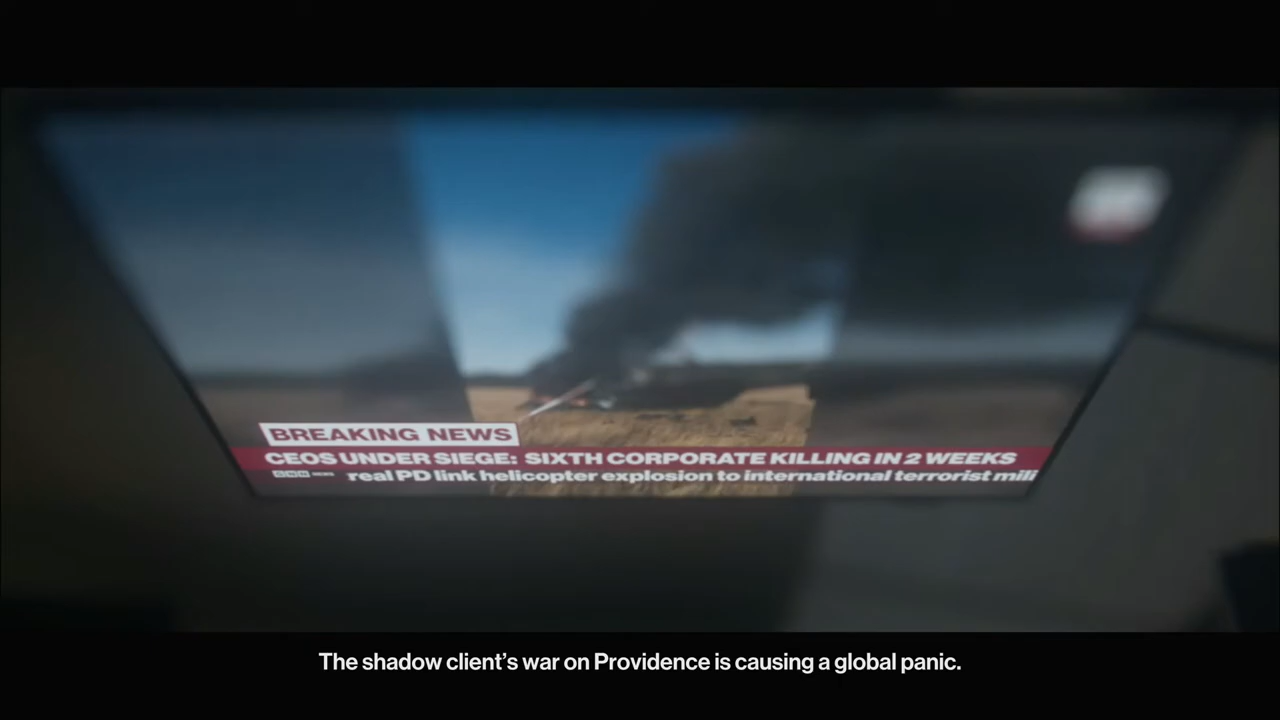 BREAKING NEWS
CEOS UNDER SIEGE: SIXTH CORPORATE KILLING IN 2 WEEKS
real PD link helicopter explosion to international terrorist mili
The shadow client's war on Providence is causing a global panic.